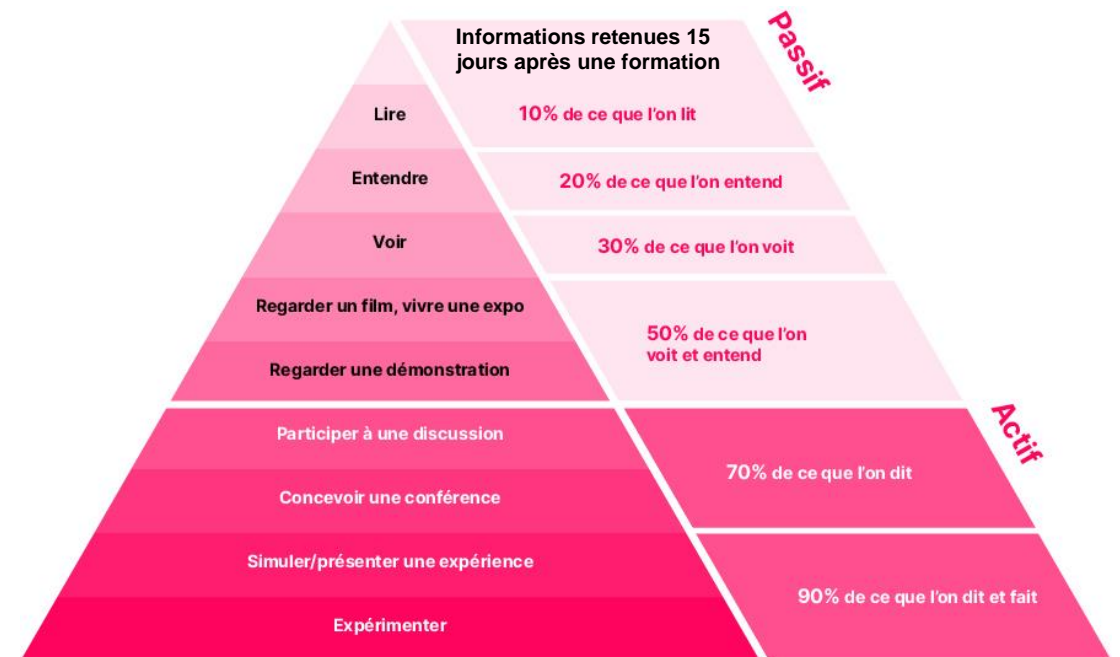 Informations retenues 15
jours après une formation
Passif
Lire
10% de ce que l'on lit
Entendre
20% de ce que l'on entend
Voir
30% de ce que l'on voit
Regarder un film, vivre une expo
50% de ce que l'on
voit et entend
Regarder une démonstration
Actif
Participer à une discussion
70% de ce que l'on dit
Concevoir une conférence
Simuler/présenter une expérience
90% de ce que l'on dit et fait
Expérimenter